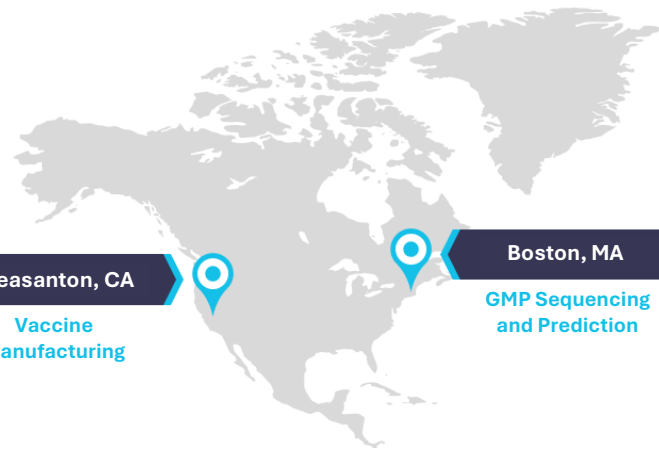 Boston, MA
easanton, CA
GMP Sequencing
and Prediction
Vaccine
anufacturing